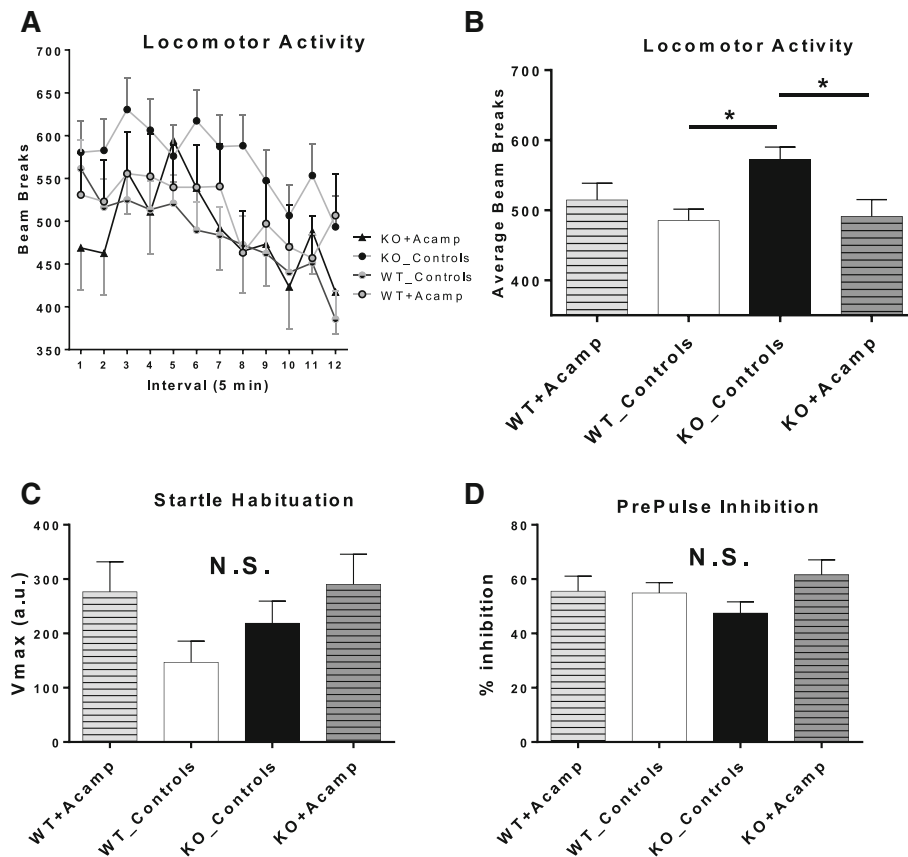 A
Locomotor Activity
700
650
600
550
500
450
400
350
Beam Breaks
1 2 3 4 5 6 7 8 9 10 11 12
Interval (5 min)
KO+Acamp
KO_Controls
WT_Controls
WT+Acamp
B
Locomotor Activity
700
600
500
400
Average Beam Breaks
*
*
WT+Acamp
WT_Controls
KO_Controls
KO+Acamp
C
Startle Habituation
400
300
200
100
0
Vmax (a.u.)
N.S.
WT+Acamp
WT_Controls
KO_Controls
KO+Acamp
D
PrePulse Inhibition
80
60
40
20
0
% inhibition
N.S.
WT+Acamp
WT_Controls
KO_Controls
KO+Acamp